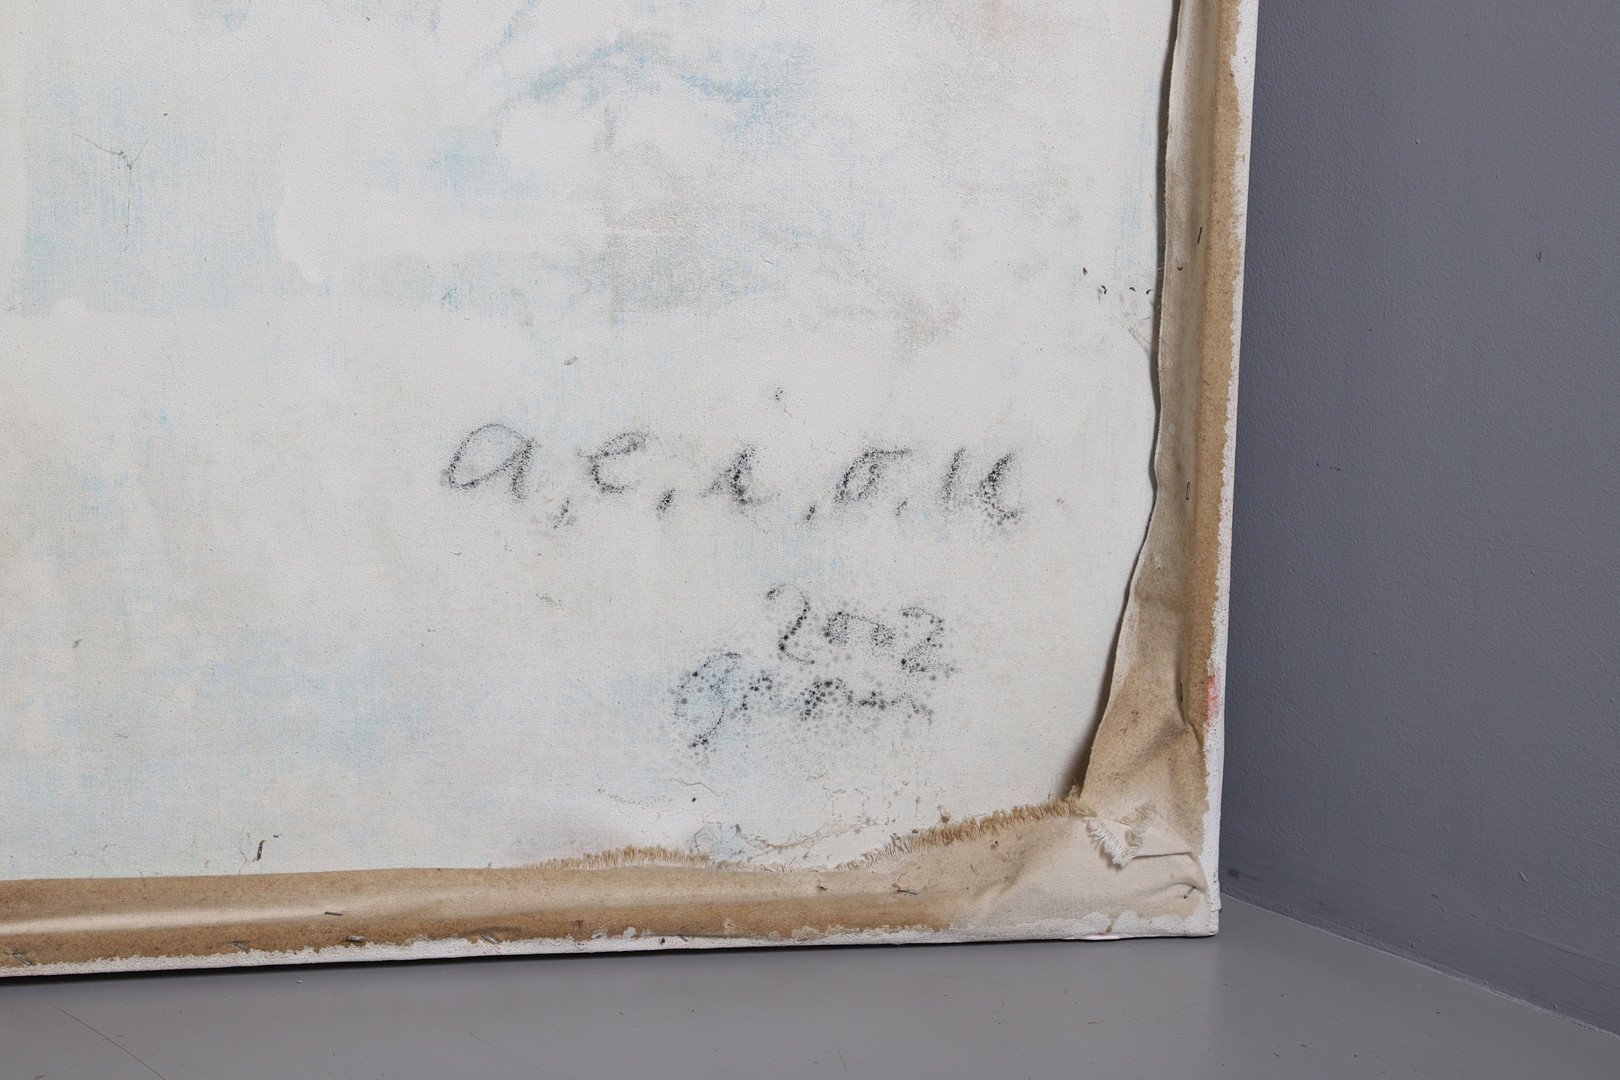 a, e, i, o, u
2002